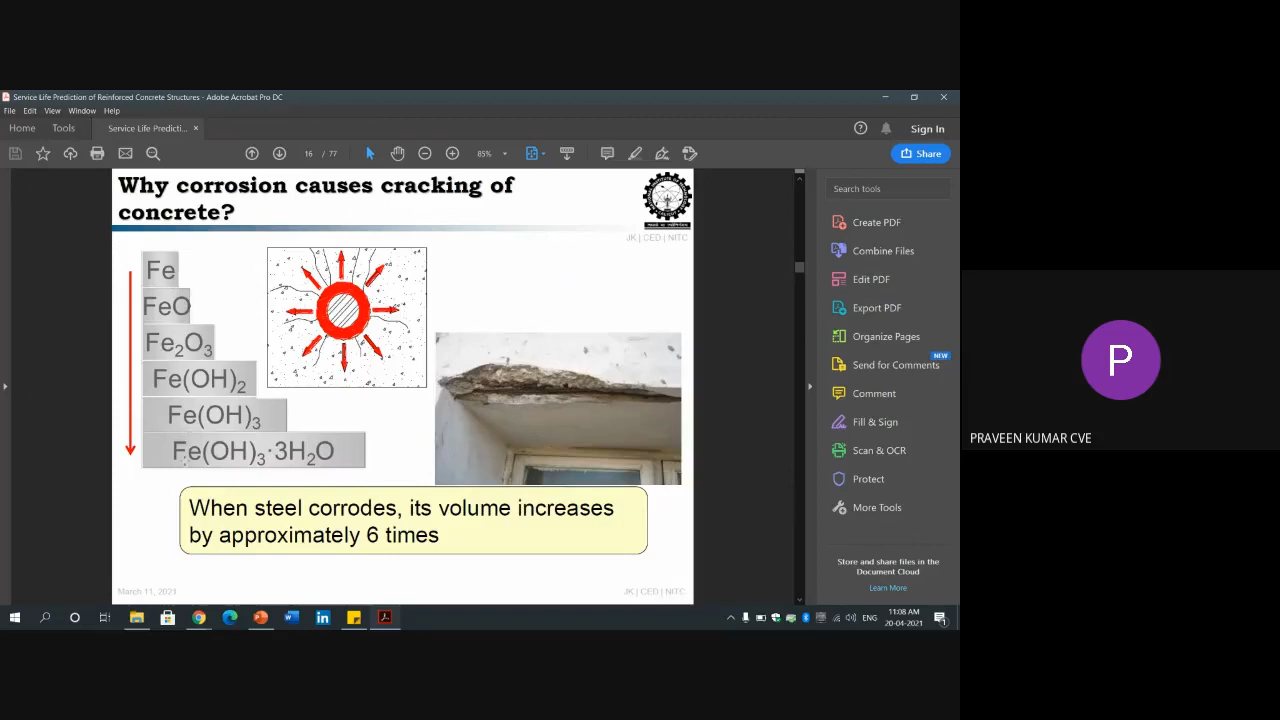 Service Life Prediction of Reinforced Concrete Structures - Adobe Acrobat Pro DC
File Edit View Window Help
Home Tools Service Life Predicti... ×
Sign In
16 / 77
85%
Share
Why corrosion causes cracking of
concrete?
JK | CED | NITC
Fe
FeO
Fe₂O₃
Fe(OH)₂
Fe(OH)₃
Fe(OH)₃·3H₂O
When steel corrodes, its volume increases
by approximately 6 times
March 11, 2021
JK | CED | NITC
Search tools
Create PDF
Combine Files
Edit PDF
Export PDF
Organize Pages
NEW
Send for Comments
Comment
Fill & Sign
Scan & OCR
Protect
More Tools
Store and share files in the
Document Cloud
Learn More
P
PRAVEEN KUMAR CVE
ENG
11:08 AM
20-04-2021